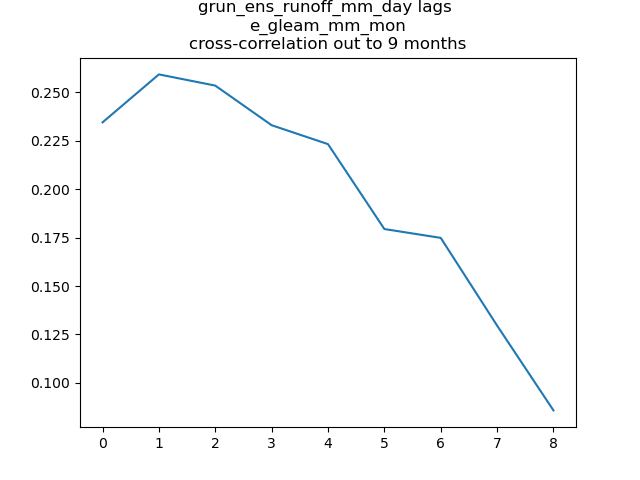 grun_ens_runoff_mm_day lags
e_gleam_mm_mon
cross-correlation out to 9 months
0.250
0.225
0.200
0.175
0.150
0.125
0.100
0 1 2 3 4 5 6 7 8